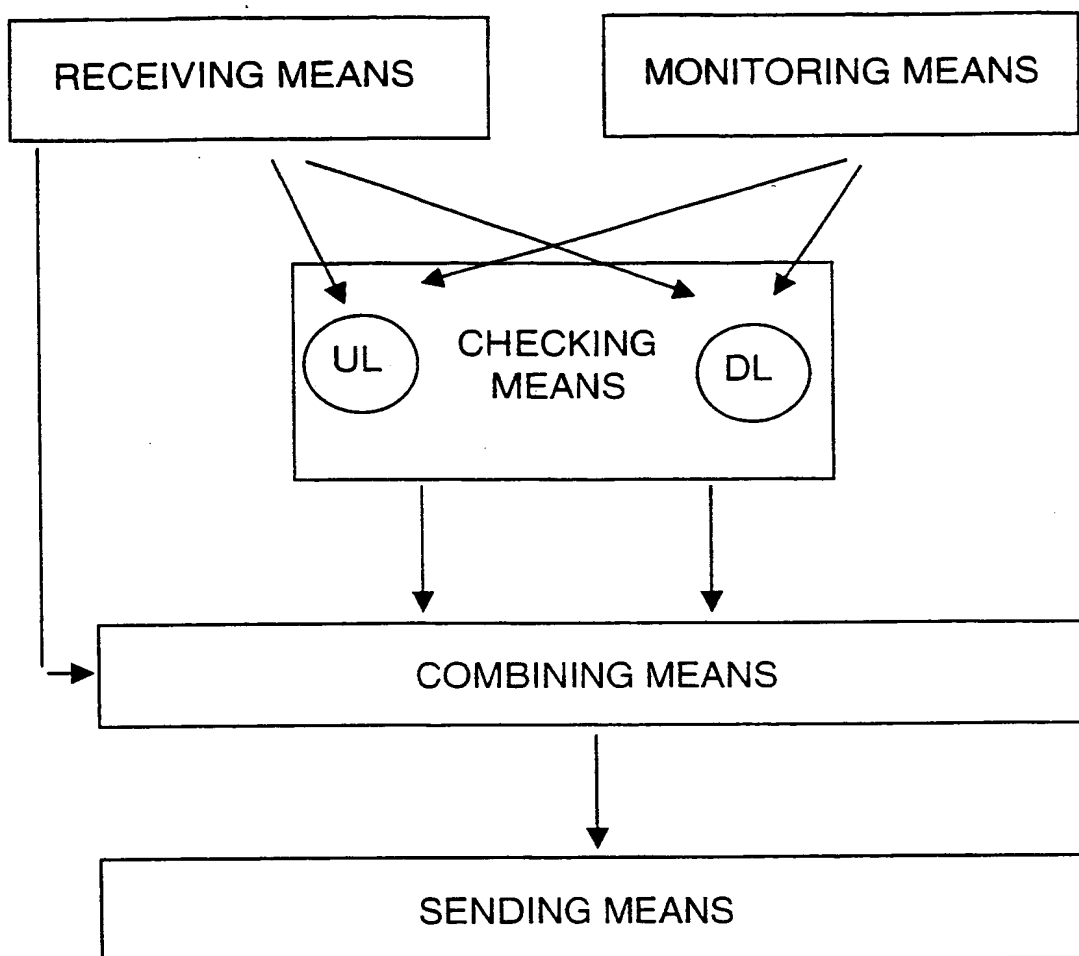 RECEIVING MEANS
MONITORING MEANS
CHECKING
MEANS
UL
DL
COMBINING MEANS
SENDING MEANS